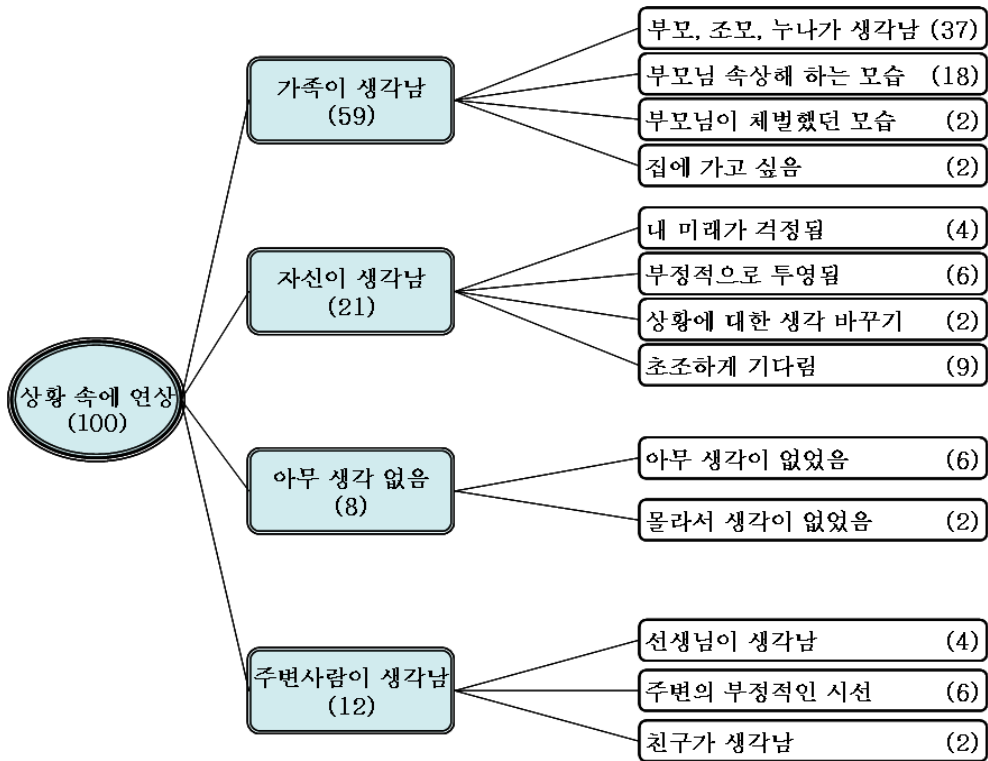 상황 속에 연상
(100)
가족이 생각남
(59)
부모, 조모, 누나가 생각남 (37)
부모님 속상해 하는 모습 (18)
부모님이 체벌했던 모습 (2)
집에 가고 싶음 (2)
자신이 생각남
(21)
내 미래가 걱정됨 (4)
부정적으로 투영됨 (6)
상황에 대한 생각 바꾸기 (2)
초조하게 기다림 (9)
아무 생각 없음
(8)
아무 생각이 없었음 (6)
몰라서 생각이 없었음 (2)
주변사람이 생각남
(12)
선생님이 생각남 (4)
주변의 부정적인 시선 (6)
친구가 생각남 (2)